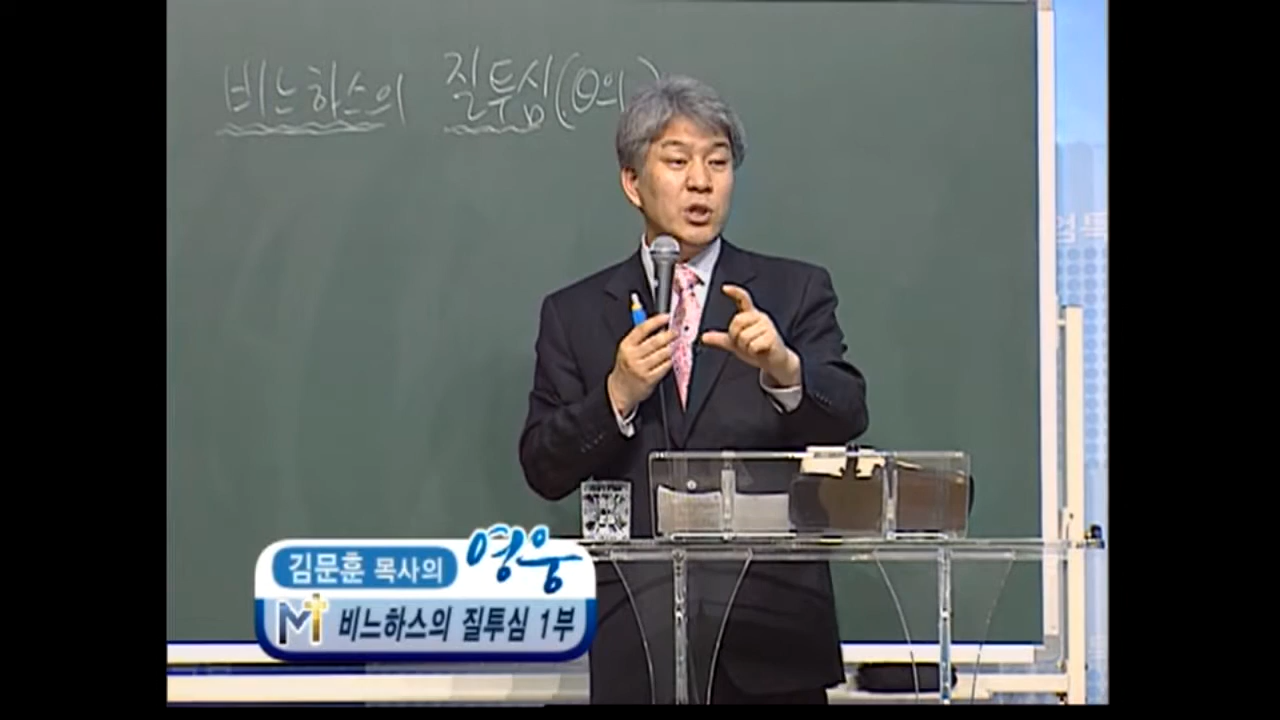 비느하스의 질투심(의
김문훈 목사의 영웅
비느하스의 질투심 1부